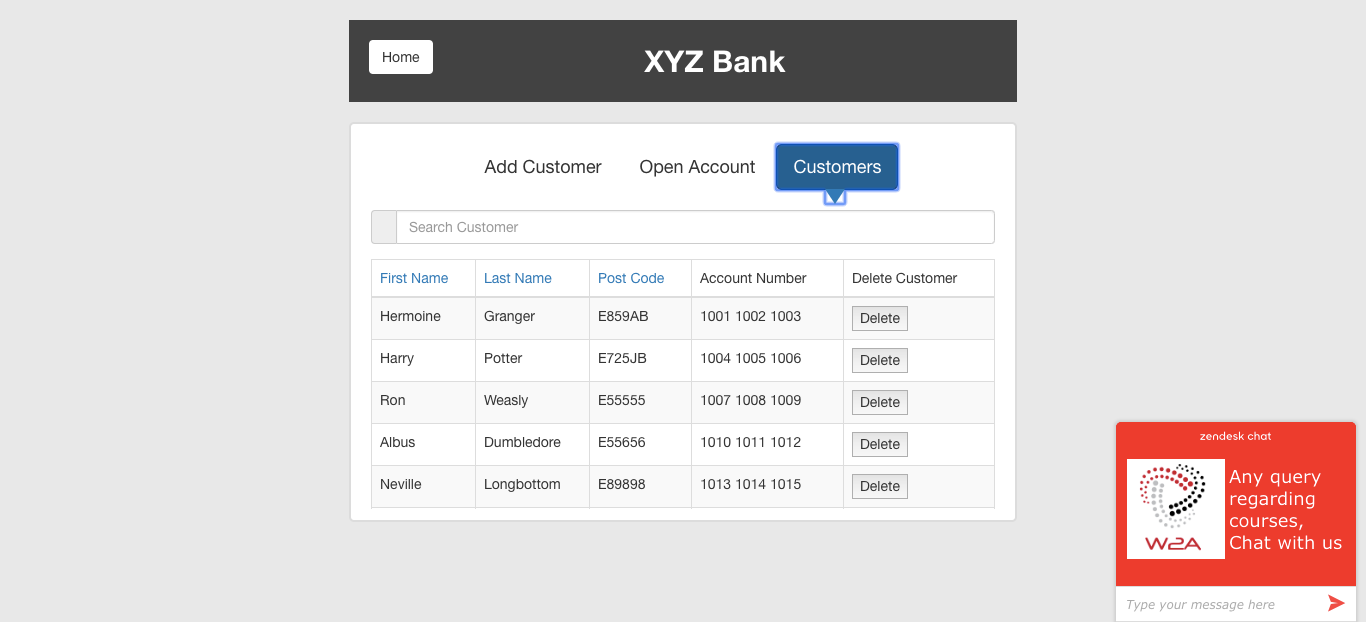 Home
XYZ Bank
Add Customer Open Account Customers
Search Customer
First Name Last Name Post Code Account Number Delete Customer
Hermoine Granger E859AB 1001 1002 1003 Delete
Harry Potter E725JB 1004 1005 1006 Delete
Ron Weasly E55555 1007 1008 1009 Delete
Albus Dumbledore E55656 1010 1011 1012 Delete
Neville Longbottom E89898 1013 1014 1015 Delete
zendesk chat
W2A
Any query
regarding
courses,
Chat with us
Type your message here